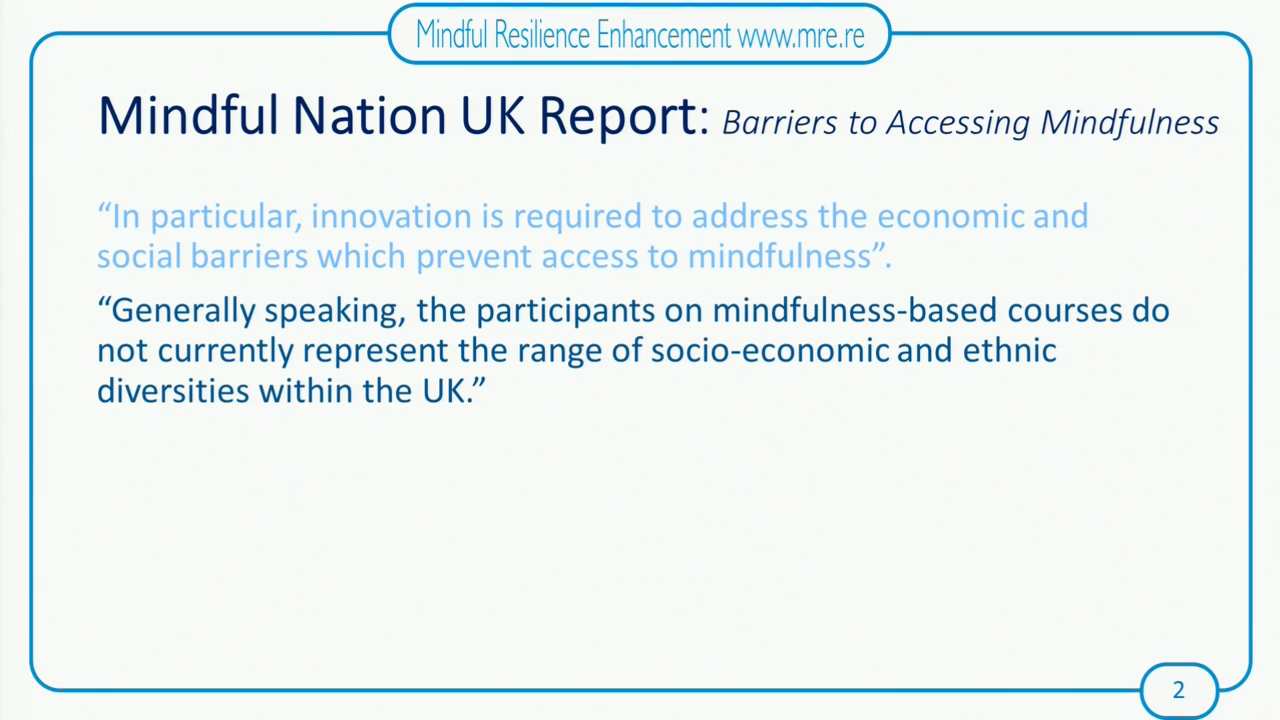 Mindful Resilience Enhancement www.mre.re
Mindful Nation UK Report: Barriers to Accessing Mindfulness
“In particular, innovation is required to address the economic and
social barriers which prevent access to mindfulness”.
“Generally speaking, the participants on mindfulness-based courses do
not currently represent the range of socio-economic and ethnic
diversities within the UK.”
2